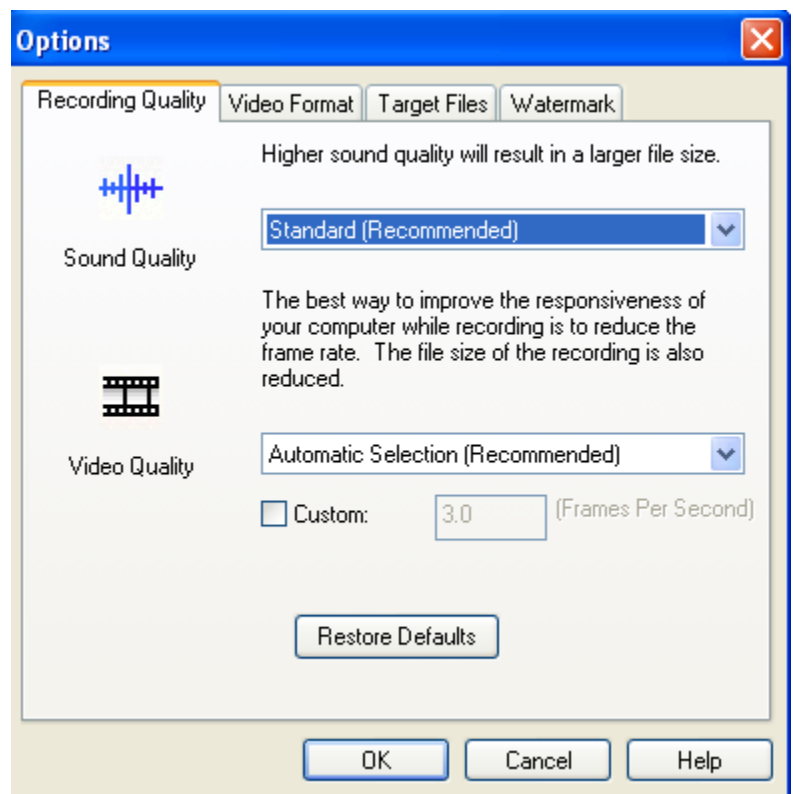 Options
Recording Quality Video Format Target Files Watermark
Higher sound quality will result in a larger file size.
Standard (Recommended)
Sound Quality
The best way to improve the responsiveness of
your computer while recording is to reduce the
frame rate.  The file size of the recording is also
reduced.
Automatic Selection (Recommended)
Video Quality
Custom: 3.0 (Frames Per Second)
Restore Defaults
OK Cancel Help